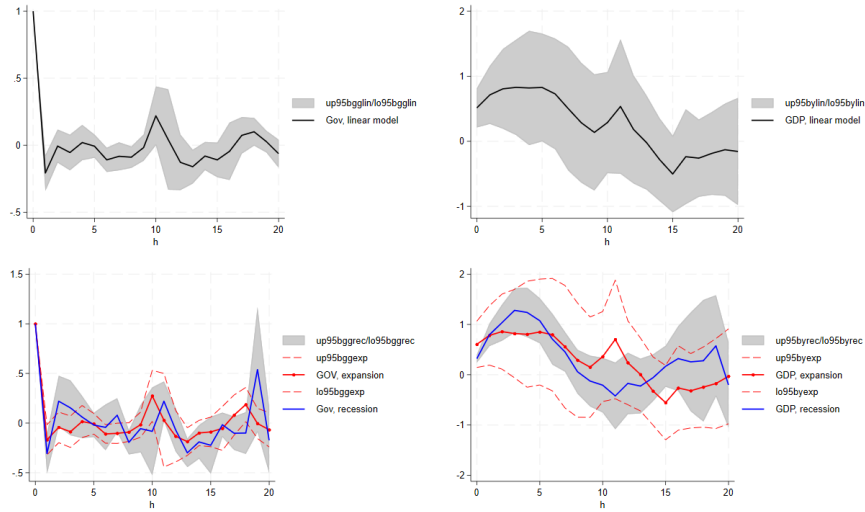 1
.5
0
-.5
0
5
10
15
20
h
up95bgglin/lo95bgglin
Gov, linear model
2
1
0
-1
0
5
10
15
20
h
up95bylin/lo95bylin
GDP, linear model
1.5
1
.5
0
-.5
0
5
10
15
20
h
up95bggrec/lo95bggrec
up95bggexp
GOV, expansion
lo95bggexp
Gov, recession
2
1
0
-1
-2
0
5
10
15
20
h
up95byrec/lo95byrec
up95byexp
GDP, expansion
lo95byexp
GDP, recession